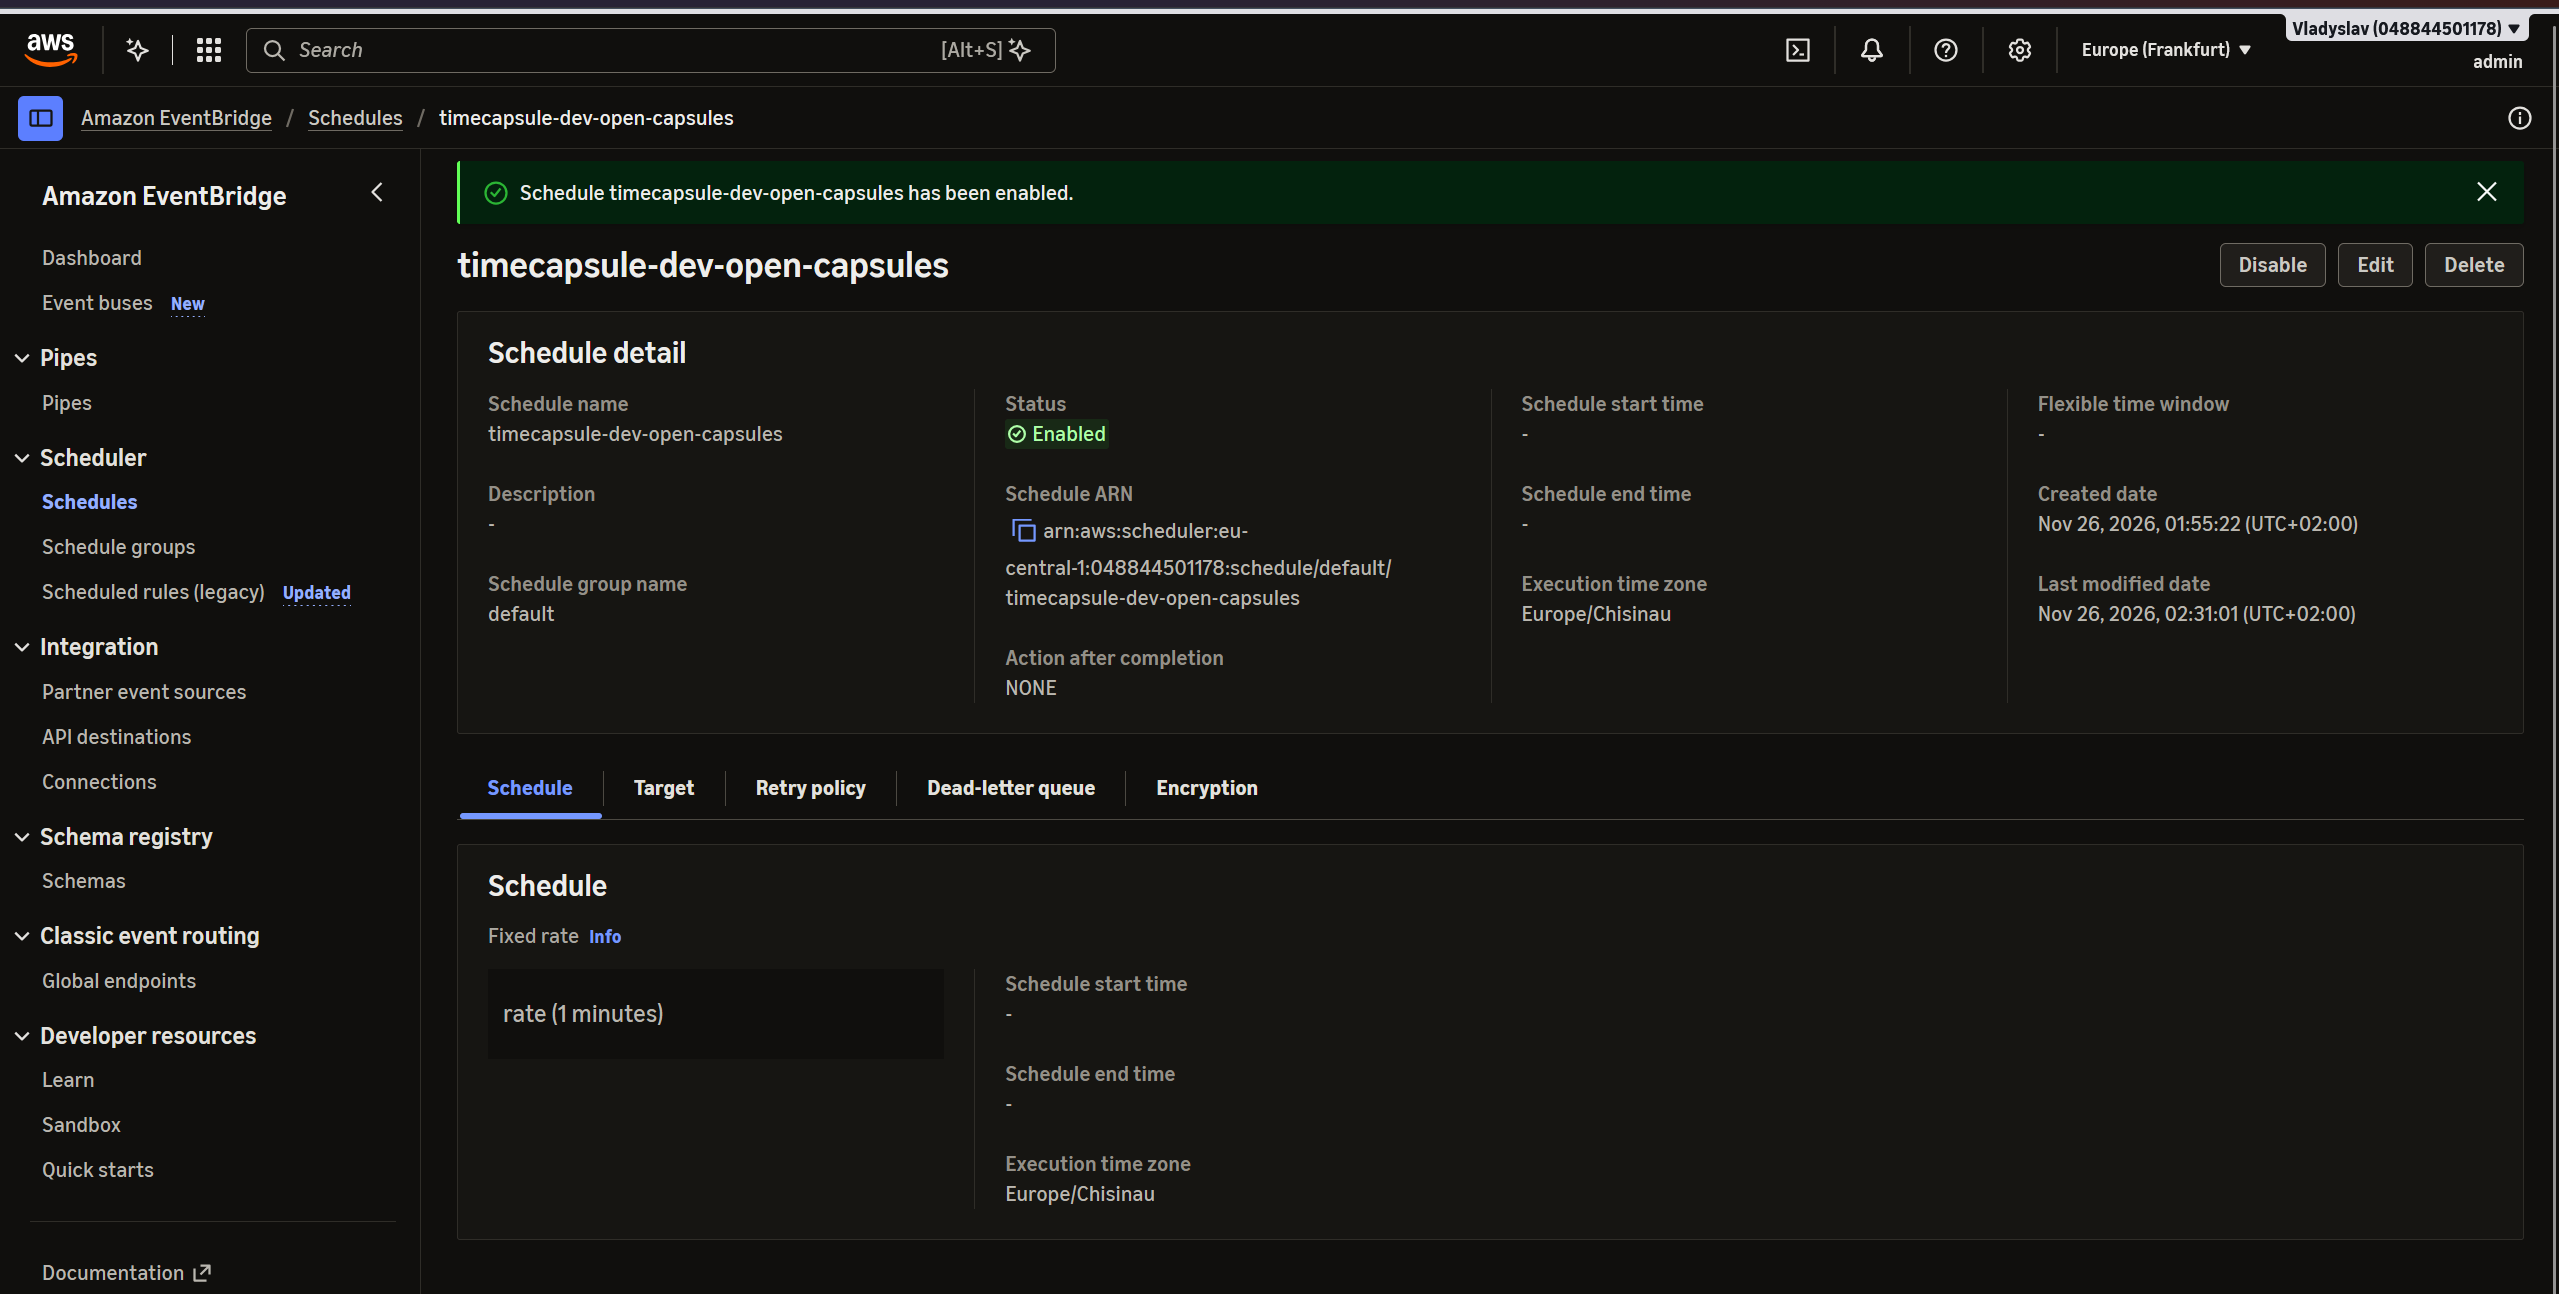 aws
Search
[Alt+S]
Europe (Frankfurt)
Vladyslav (048844501178)
admin
Amazon EventBridge / Schedules / timecapsule-dev-open-capsules
Amazon EventBridge
Dashboard
Event buses New
Pipes
Pipes
Scheduler
Schedules
Schedule groups
Scheduled rules (legacy) Updated
Integration
Partner event sources
API destinations
Connections
Schema registry
Schemas
Classic event routing
Global endpoints
Developer resources
Learn
Sandbox
Quick starts
Documentation
Schedule timecapsule-dev-open-capsules has been enabled.
timecapsule-dev-open-capsules
Disable
Edit
Delete
Schedule detail
Schedule name
timecapsule-dev-open-capsules
Description
-
Schedule group name
default
Status
Enabled
Schedule ARN
arn:aws:scheduler:eu-
central-1:048844501178:schedule/default/
timecapsule-dev-open-capsules
Action after completion
NONE
Schedule start time
-
Schedule end time
-
Execution time zone
Europe/Chisinau
Flexible time window
-
Created date
Nov 26, 2026, 01:55:22 (UTC+02:00)
Last modified date
Nov 26, 2026, 02:31:01 (UTC+02:00)
Schedule
Target
Retry policy
Dead-letter queue
Encryption
Schedule
Fixed rate Info
rate (1 minutes)
Schedule start time
-
Schedule end time
-
Execution time zone
Europe/Chisinau